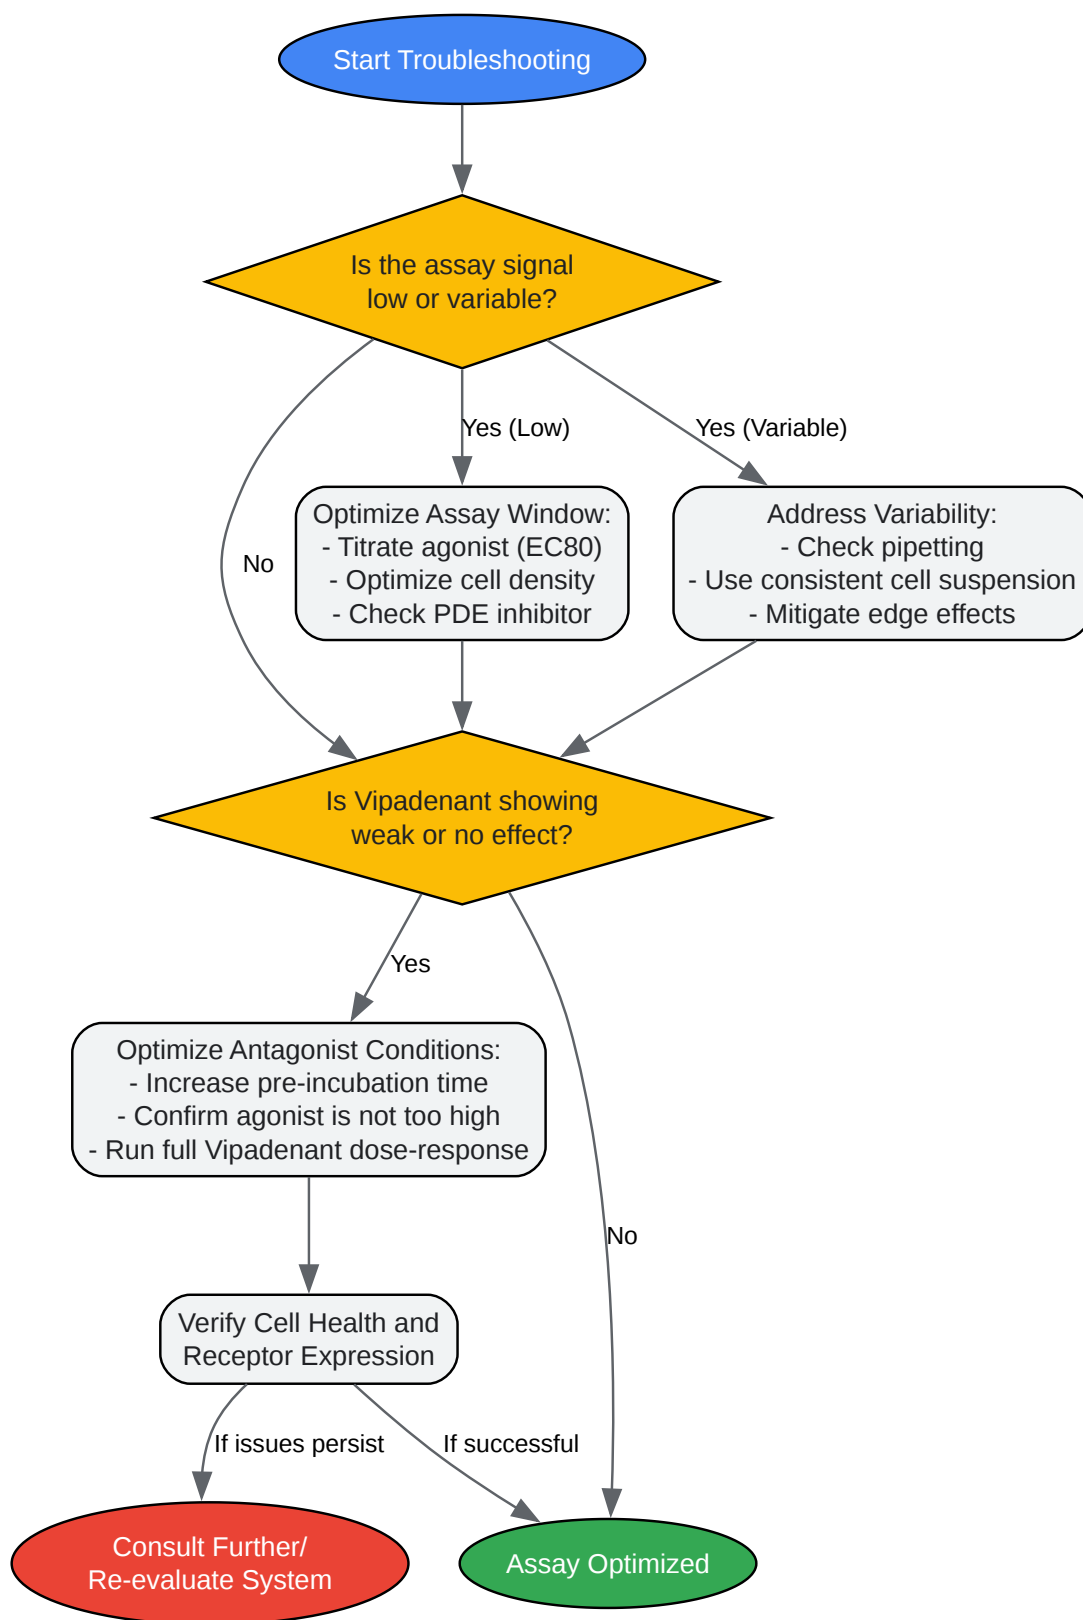 Start Troubleshooting
Is the assay signal
low or variable?
Yes (Low)
Yes (Variable)
No
Optimize Assay Window:
- Titrate agonist (EC80)
- Optimize cell density
- Check PDE inhibitor
Address Variability:
- Check pipetting
- Use consistent cell suspension
- Mitigate edge effects
Is Vipadenant showing
weak or no effect?
Yes
Optimize Antagonist Conditions:
- Increase pre-incubation time
- Confirm agonist is not too high
- Run full Vipadenant dose-response
No
Verify Cell Health and
Receptor Expression
If issues persist
If successful
Consult Further/
Re-evaluate System
Assay Optimized